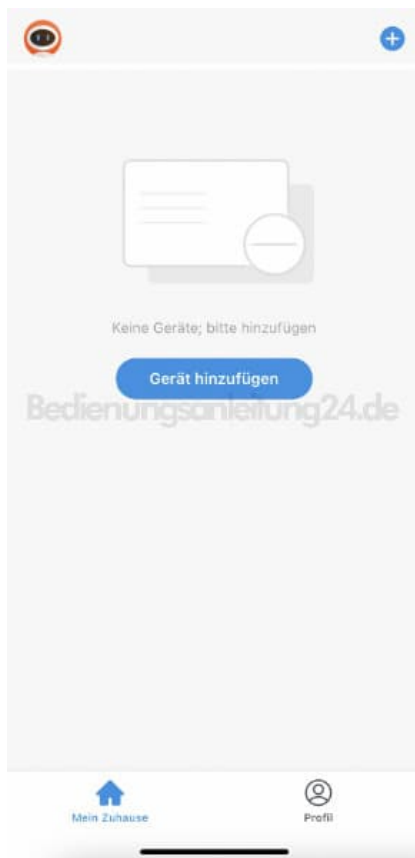 Keine Geräte; bitte hinzufügen
Gerät hinzufügen
Bedienungsanleitung24.de
Mein Zuhause
Profil